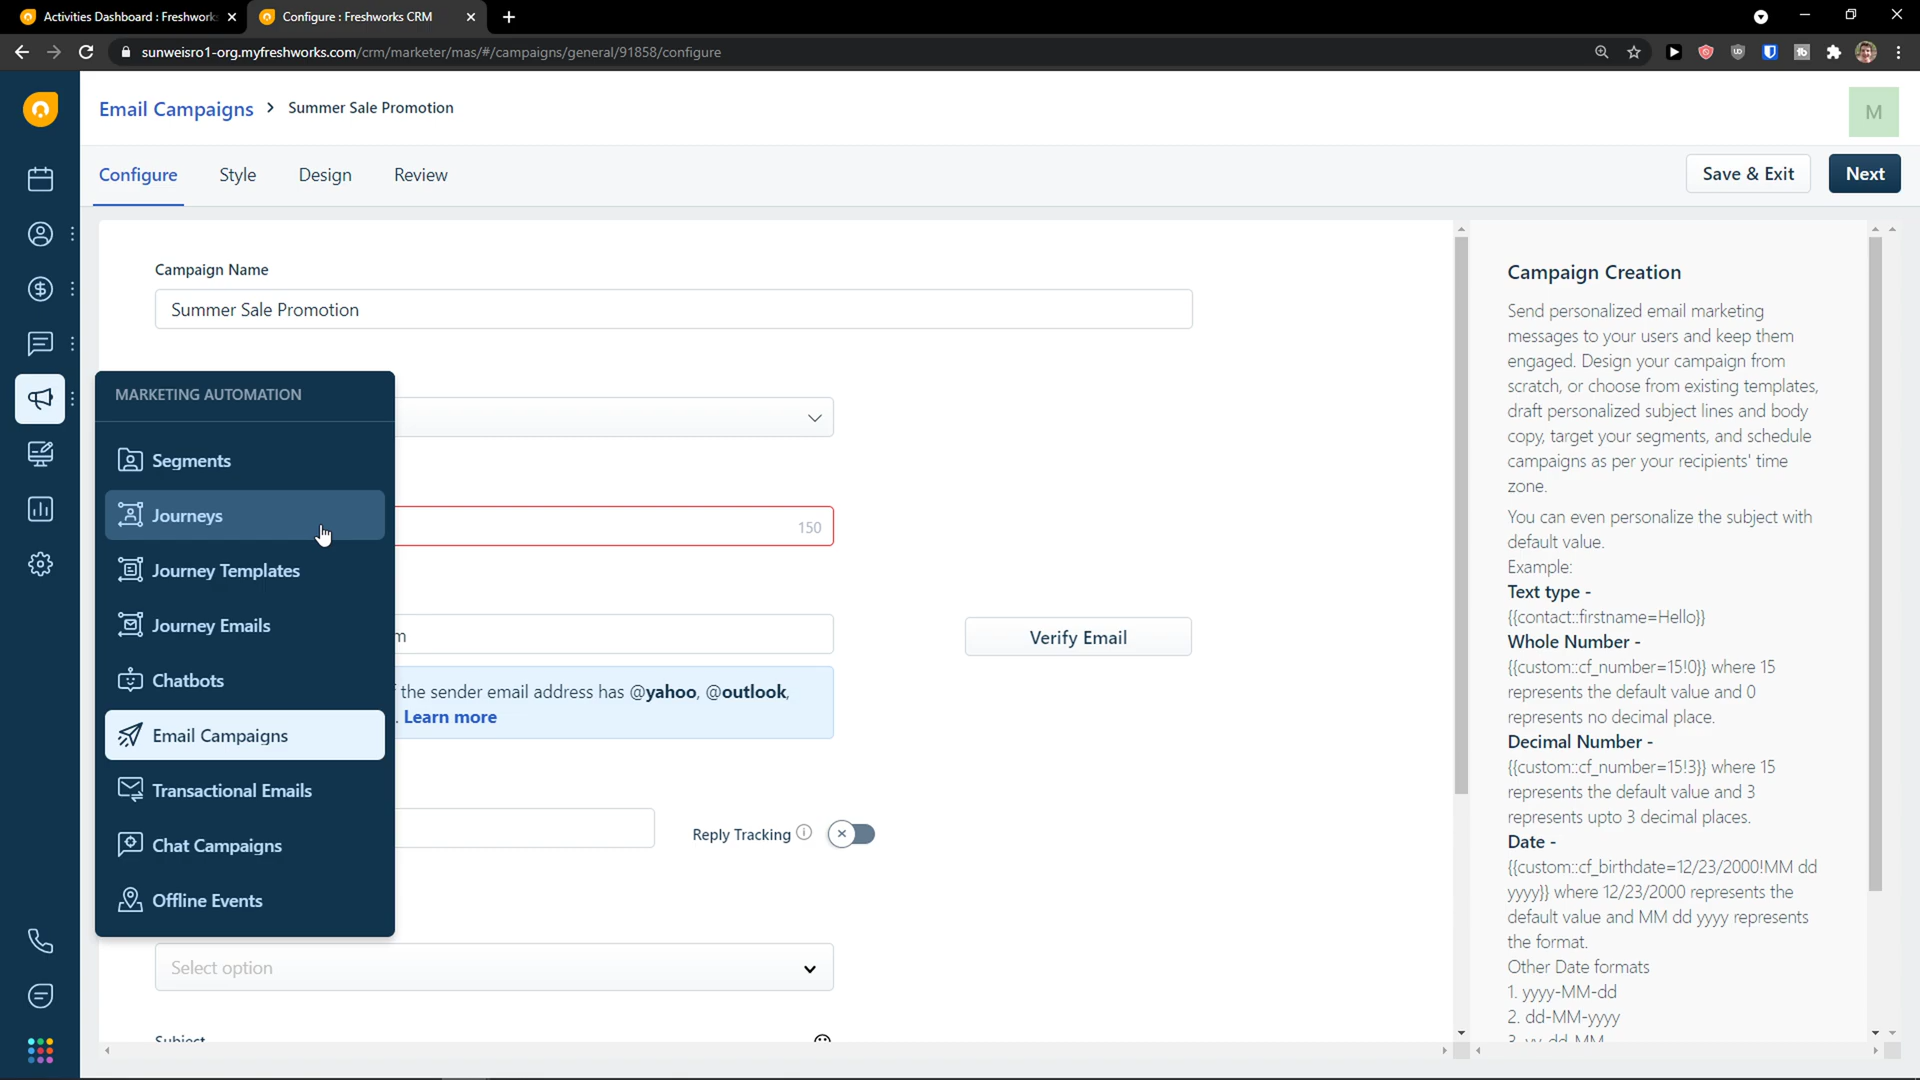 Activities Dashboard : Freshwork
Configure : Freshworks CRM
sunweisro1-org.myfreshworks.com/crm/marketer/mas/#/campaigns/general/91858/configure
Email Campaigns > Summer Sale Promotion
M
Configure
Style
Design
Review
Save & Exit
Next
Campaign Name
Summer Sale Promotion
MARKETING AUTOMATION
Segments
Journeys
Journey Templates
Journey Emails
Chatbots
Email Campaigns
Transactional Emails
Chat Campaigns
Offline Events
150
m
Verify Email
the sender email address has @yahoo, @outlook,
. Learn more
Reply Tracking
Select option
Subject
Campaign Creation
Send personalized email marketing
messages to your users and keep them
engaged. Design your campaign from
scratch, or choose from existing templates,
draft personalized subject lines and body
copy, target your segments, and schedule
campaigns as per your recipients' time
zone.
You can even personalize the subject with
default value.
Example:
Text type -
{{contact::firstname=Hello}}
Whole Number -
{{custom::cf_number=15!0}} where 15
represents the default value and 0
represents no decimal place.
Decimal Number -
{{custom::cf_number=15!3}} where 15
represents the default value and 3
represents upto 3 decimal places.
Date -
{{custom::cf_birthdate=12/23/2000!MM dd
yyyy}} where 12/23/2000 represents the
default value and MM dd yyyy represents
the format.
Other Date formats
1. yyyy-MM-dd
2. dd-MM-yyyy